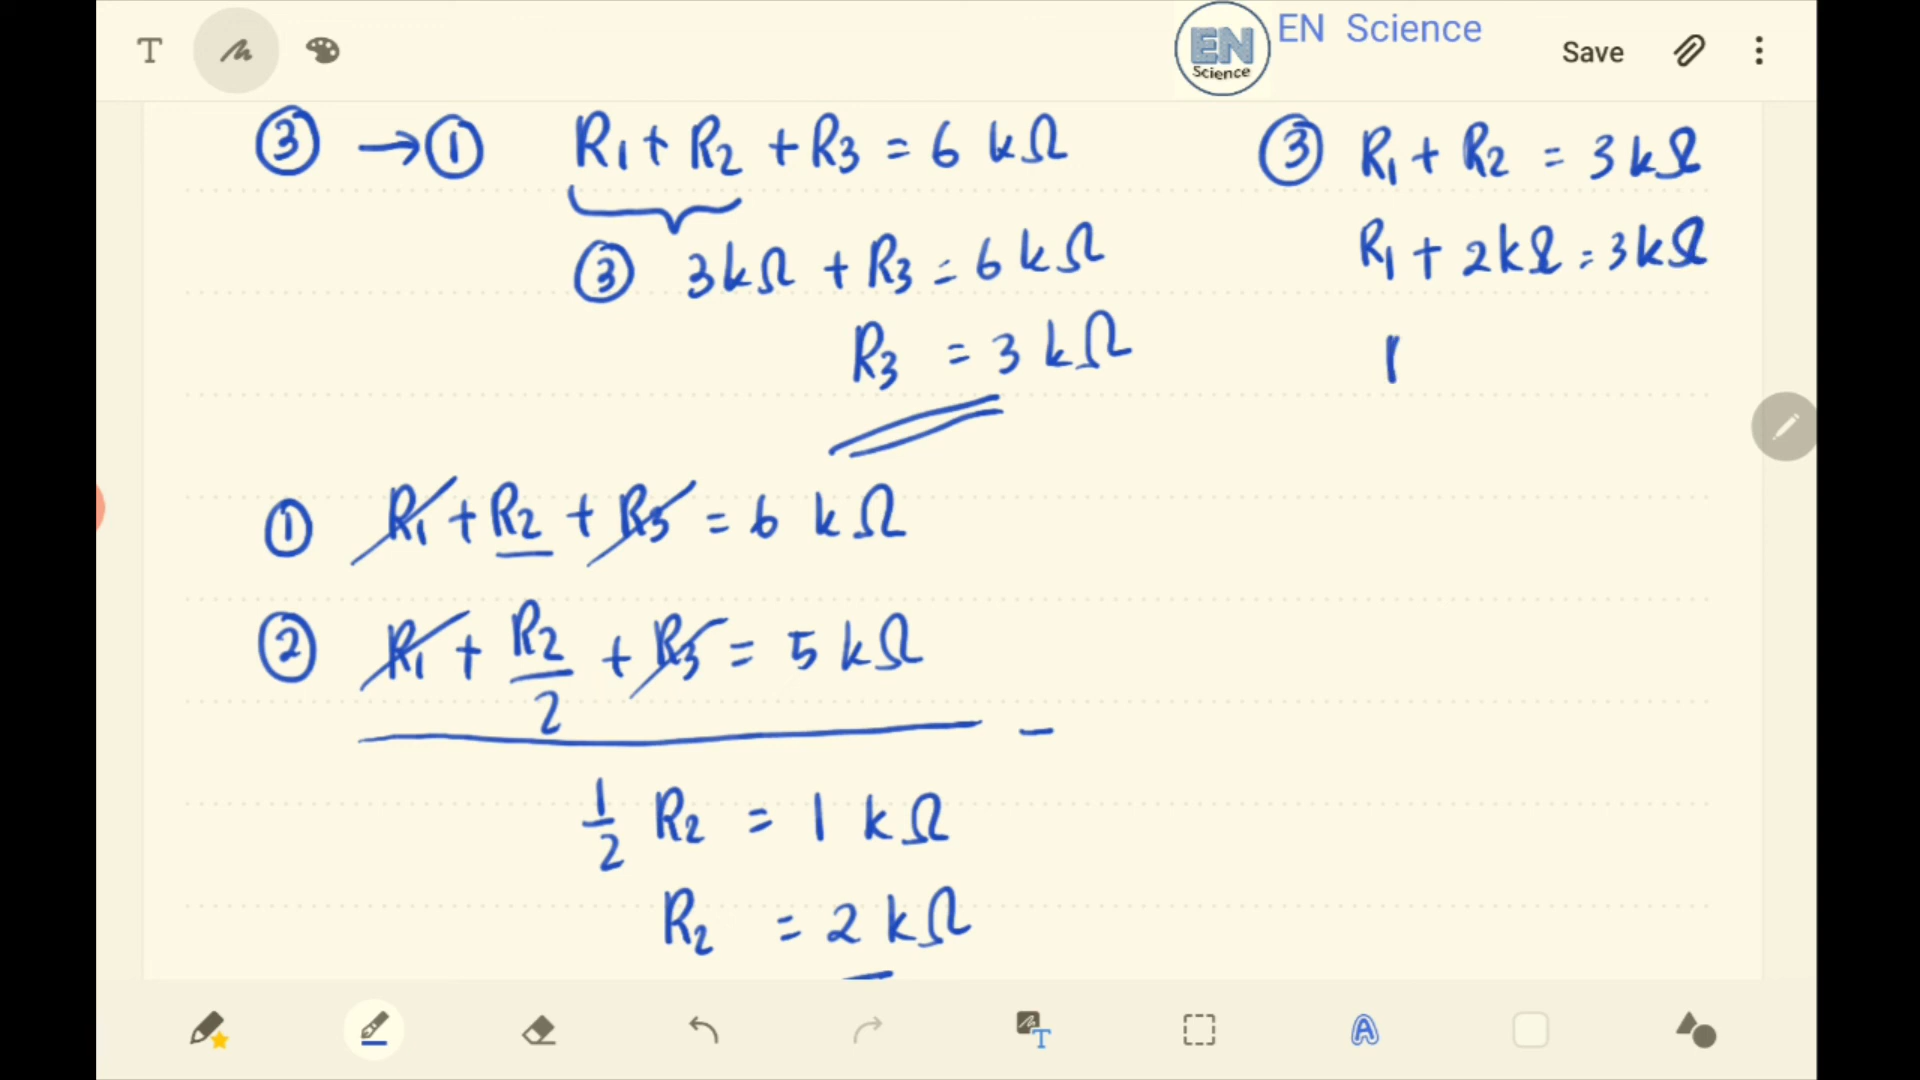 T
EN Science
EN Science
Save
③ → ① R₁ + R₂ + R₃ = 6 kΩ
③ 3kΩ + R₃ = 6 kΩ
R₃ = 3 kΩ
① R₁ + R₂ + R₃ = 6 kΩ
② R₁ + R₂/2 + R₃ = 5 kΩ
−
1/2 R₂ = 1 kΩ
R₂ = 2 kΩ
③ R₁ + R₂ = 3 kΩ
R₁ + 2kΩ = 3kΩ
T
A